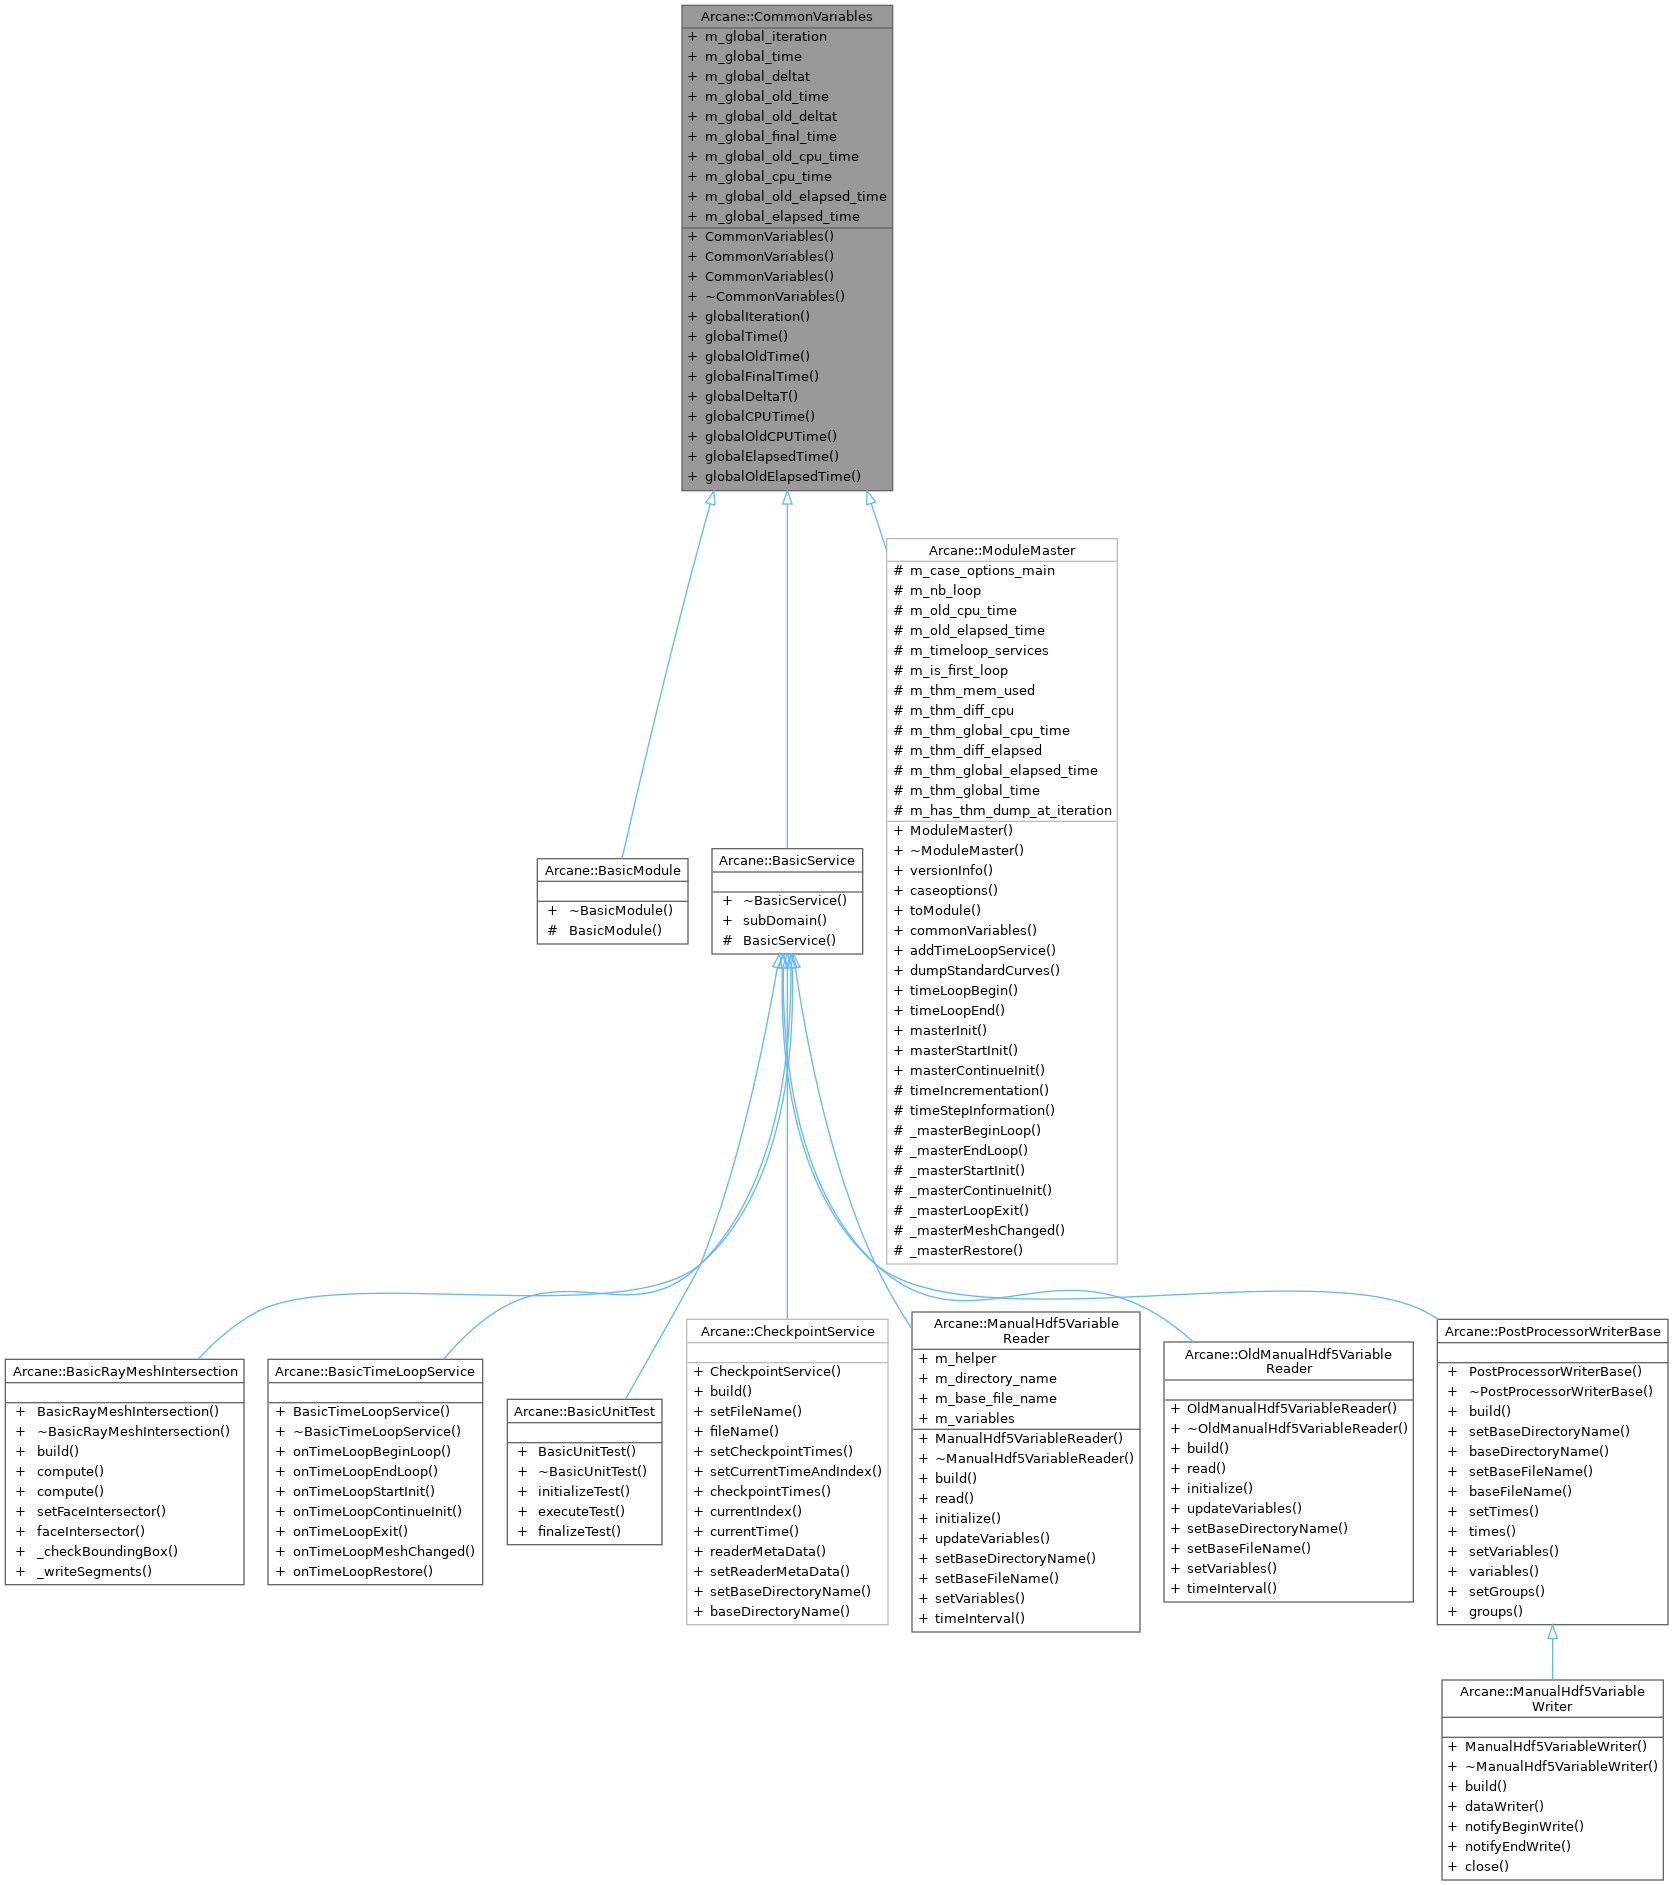 Arcane::CommonVariables
+ m_global_iteration
+ m_global_time
+ m_global_deltat
+ m_global_old_time
+ m_global_old_deltat
+ m_global_final_time
+ m_global_old_cpu_time
+ m_global_cpu_time
+ m_global_old_elapsed_time
+ m_global_elapsed_time
+ CommonVariables()
+ CommonVariables()
+ CommonVariables()
+ ~CommonVariables()
+ globalIteration()
+ globalTime()
+ globalOldTime()
+ globalFinalTime()
+ globalDeltaT()
+ globalCPUTime()
+ globalOldCPUTime()
+ globalElapsedTime()
+ globalOldElapsedTime()
Arcane::BasicModule
+ ~BasicModule()
# BasicModule()
Arcane::BasicService
+ ~BasicService()
+ subDomain()
# BasicService()
Arcane::ModuleMaster
# m_case_options_main
# m_nb_loop
# m_old_cpu_time
# m_old_elapsed_time
# m_timeloop_services
# m_is_first_loop
# m_thm_mem_used
# m_thm_diff_cpu
# m_thm_global_cpu_time
# m_thm_diff_elapsed
# m_thm_global_elapsed_time
# m_thm_global_time
# m_has_thm_dump_at_iteration
+ ModuleMaster()
+ ~ModuleMaster()
+ versionInfo()
+ caseoptions()
+ toModule()
+ commonVariables()
+ addTimeLoopService()
+ dumpStandardCurves()
+ timeLoopBegin()
+ timeLoopEnd()
+ masterInit()
+ masterStartInit()
+ masterContinueInit()
# timeIncrementation()
# timeStepInformation()
# _masterBeginLoop()
# _masterEndLoop()
# _masterStartInit()
# _masterContinueInit()
# _masterLoopExit()
# _masterMeshChanged()
# _masterRestore()
Arcane::BasicRayMeshIntersection
+ BasicRayMeshIntersection()
+ ~BasicRayMeshIntersection()
+ build()
+ compute()
+ compute()
+ setFaceIntersector()
+ faceIntersector()
+ _checkBoundingBox()
+ _writeSegments()
Arcane::BasicTimeLoopService
+ BasicTimeLoopService()
+ ~BasicTimeLoopService()
+ onTimeLoopBeginLoop()
+ onTimeLoopEndLoop()
+ onTimeLoopStartInit()
+ onTimeLoopContinueInit()
+ onTimeLoopExit()
+ onTimeLoopMeshChanged()
+ onTimeLoopRestore()
Arcane::BasicUnitTest
+ BasicUnitTest()
+ ~BasicUnitTest()
+ initializeTest()
+ executeTest()
+ finalizeTest()
Arcane::CheckpointService
+ CheckpointService()
+ build()
+ setFileName()
+ fileName()
+ setCheckpointTimes()
+ setCurrentTimeAndIndex()
+ checkpointTimes()
+ currentIndex()
+ currentTime()
+ readerMetaData()
+ setReaderMetaData()
+ setBaseDirectoryName()
+ baseDirectoryName()
Arcane::ManualHdf5Variable
Reader
+ m_helper
+ m_directory_name
+ m_base_file_name
+ m_variables
+ ManualHdf5VariableReader()
+ ~ManualHdf5VariableReader()
+ build()
+ read()
+ initialize()
+ updateVariables()
+ setBaseDirectoryName()
+ setBaseFileName()
+ setVariables()
+ timeInterval()
Arcane::OldManualHdf5Variable
Reader
+ OldManualHdf5VariableReader()
+ ~OldManualHdf5VariableReader()
+ build()
+ read()
+ initialize()
+ updateVariables()
+ setBaseDirectoryName()
+ setBaseFileName()
+ setVariables()
+ timeInterval()
Arcane::PostProcessorWriterBase
+ PostProcessorWriterBase()
+ ~PostProcessorWriterBase()
+ build()
+ setBaseDirectoryName()
+ baseDirectoryName()
+ setBaseFileName()
+ baseFileName()
+ setTimes()
+ times()
+ setVariables()
+ variables()
+ setGroups()
+ groups()
Arcane::ManualHdf5Variable
Writer
+ ManualHdf5VariableWriter()
+ ~ManualHdf5VariableWriter()
+ build()
+ dataWriter()
+ notifyBeginWrite()
+ notifyEndWrite()
+ close()